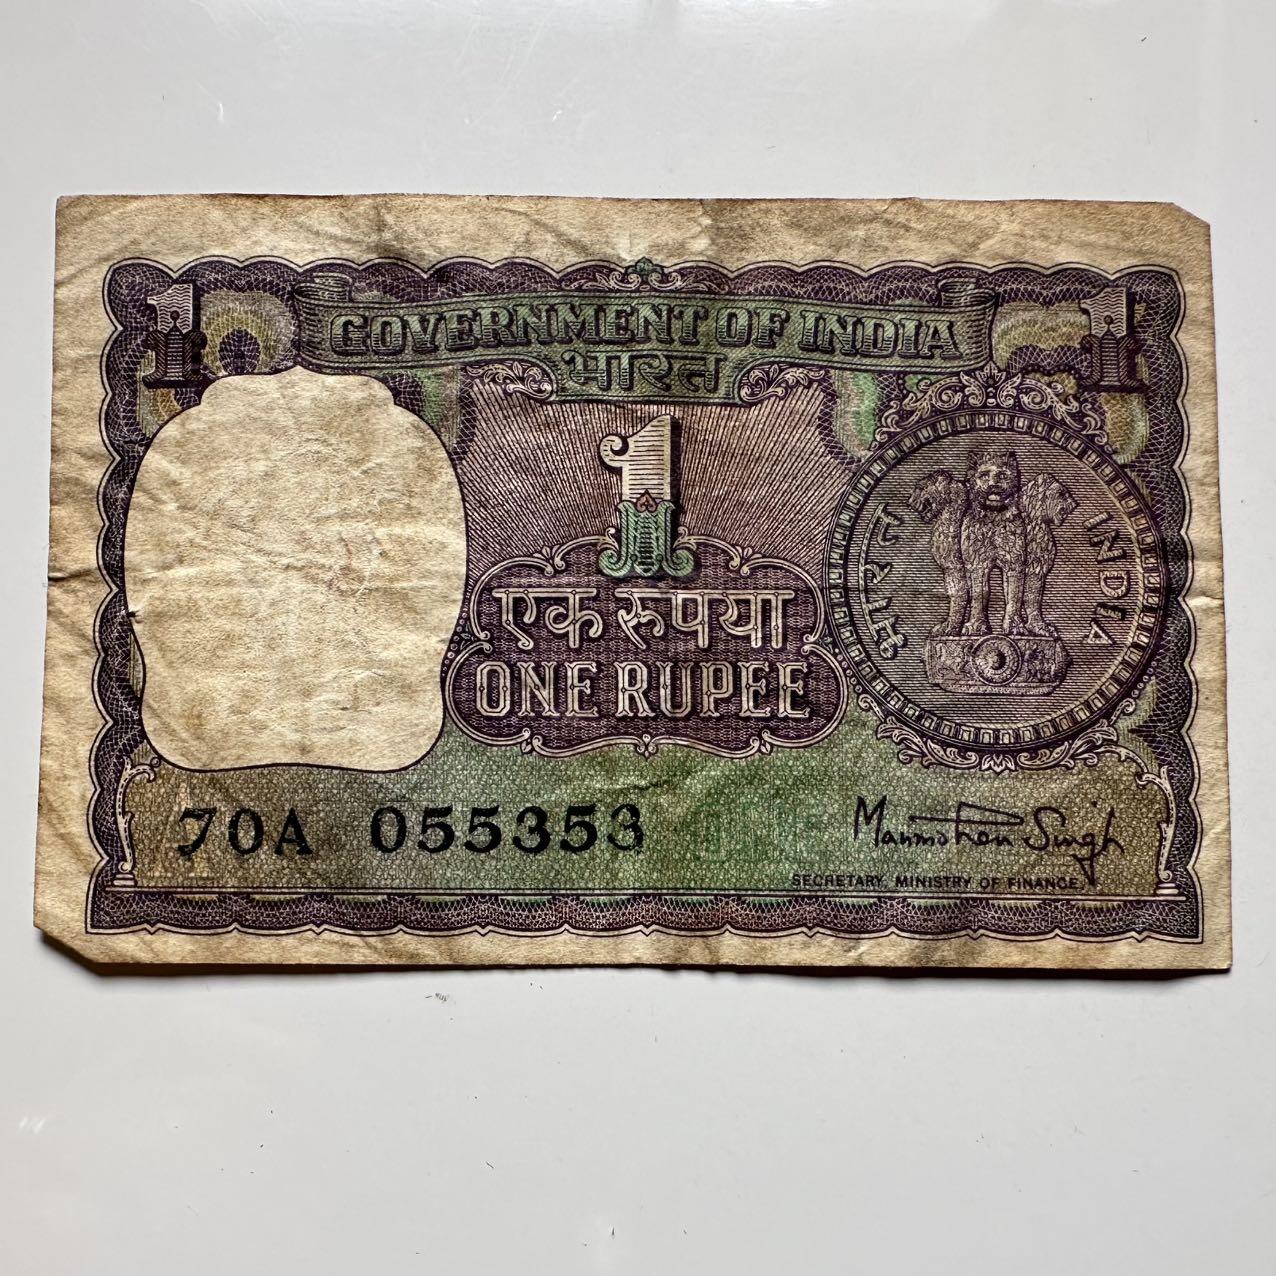 1 1
GOVERNMENT OF INDIA
भारत
1
एक रुपया
ONE RUPEE
भारत INDIA
A
70A 055353
ONE
Manmohan Singh
SECRETARY, MINISTRY OF FINANCE,